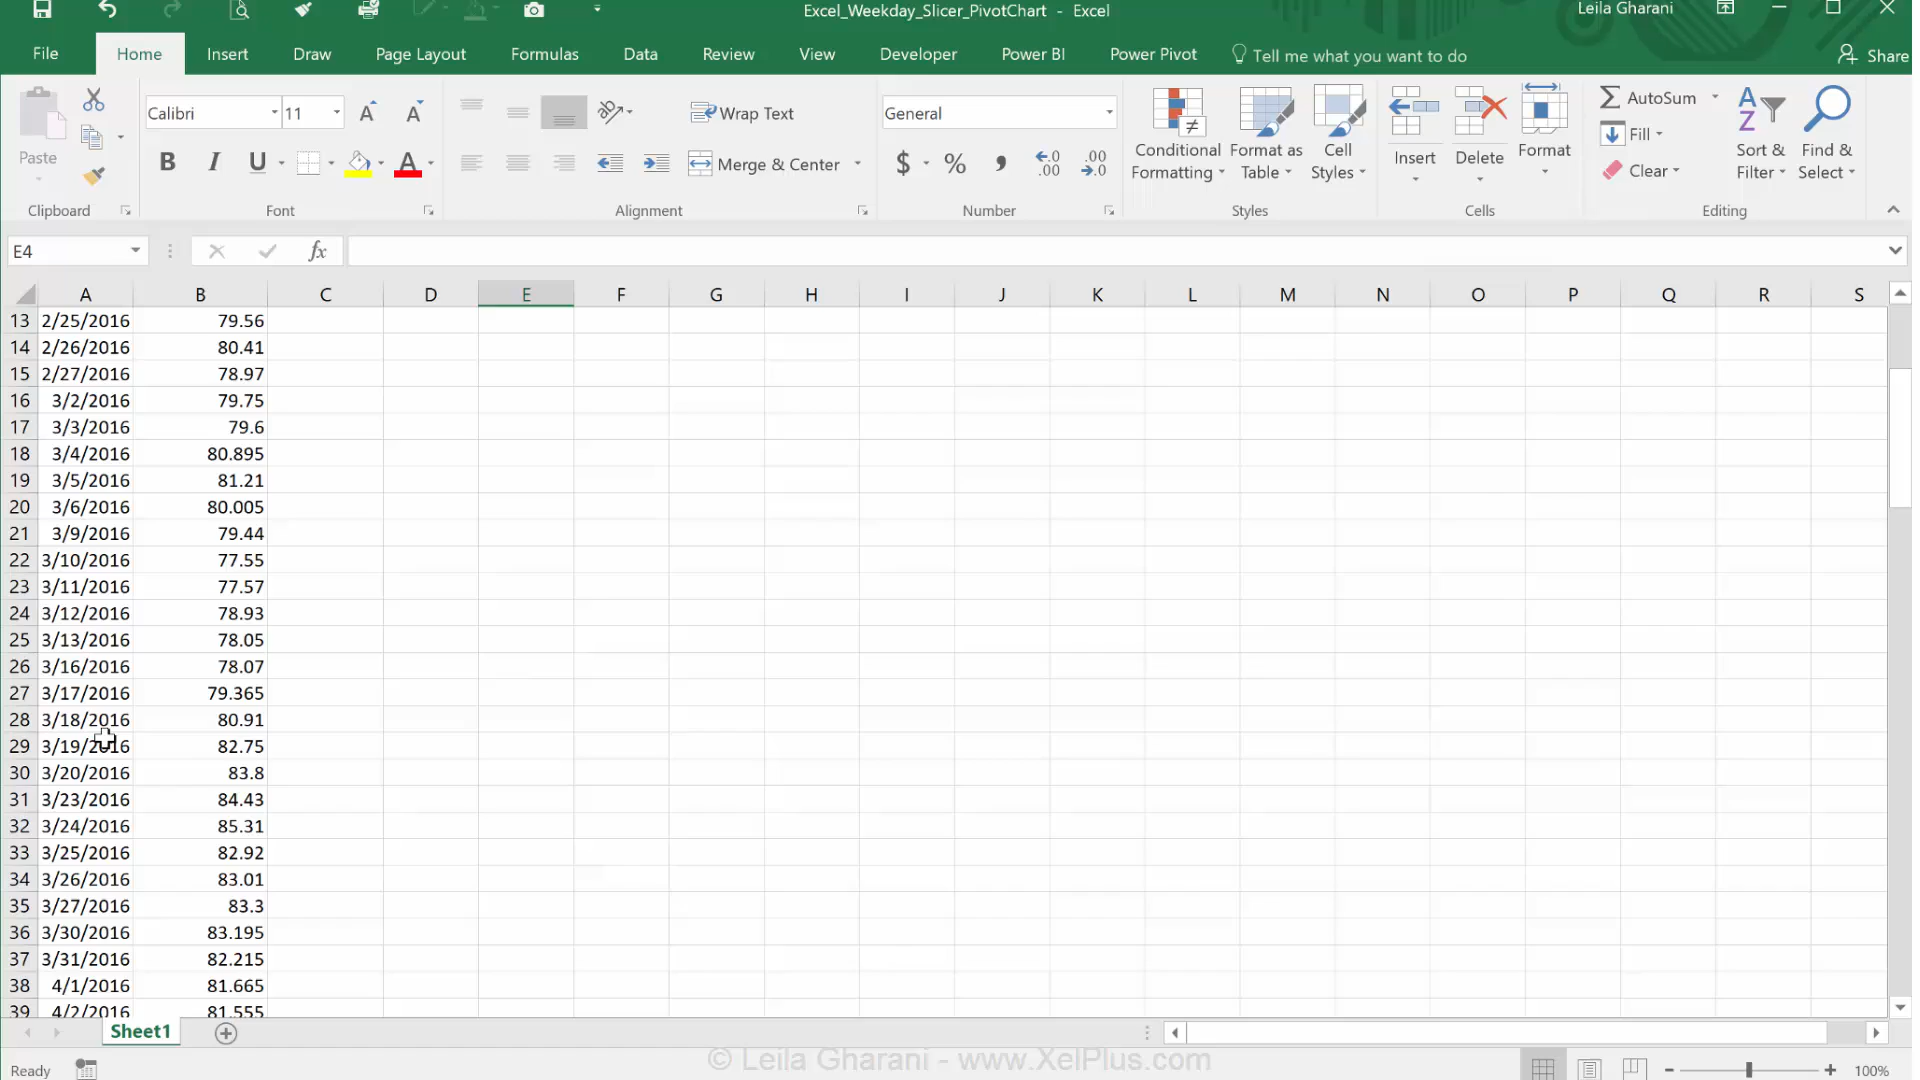 Excel_Weekday_Slicer_PivotChart - Excel
Leila Gharani
File Home Insert Draw Page Layout Formulas Data Review View Developer Power BI Power Pivot Tell me what you want to do Share
Paste
Clipboard
Calibri 11
B I U A
Font
Wrap Text
Merge & Center
Alignment
General
$ % ,
Number
Conditional Formatting
Format as Table
Cell Styles
Styles
Insert
Delete
Format
Cells
AutoSum
Fill
Clear
Sort & Filter
Find & Select
Editing
E4 fx
A B C D E F G H I J K L M N O P Q R S
13 2/25/2016 79.56
14 2/26/2016 80.41
15 2/27/2016 78.97
16 3/2/2016 79.75
17 3/3/2016 79.6
18 3/4/2016 80.895
19 3/5/2016 81.21
20 3/6/2016 80.005
21 3/9/2016 79.44
22 3/10/2016 77.55
23 3/11/2016 77.57
24 3/12/2016 78.93
25 3/13/2016 78.05
26 3/16/2016 78.07
27 3/17/2016 79.365
28 3/18/2016 80.91
29 3/19/2016 82.75
30 3/20/2016 83.8
31 3/23/2016 84.43
32 3/24/2016 85.31
33 3/25/2016 82.92
34 3/26/2016 83.01
35 3/27/2016 83.3
36 3/30/2016 83.195
37 3/31/2016 82.215
38 4/1/2016 81.665
39 4/2/2016 81.555
Sheet1
© Leila Gharani - www.XelPlus.com
Ready 100%